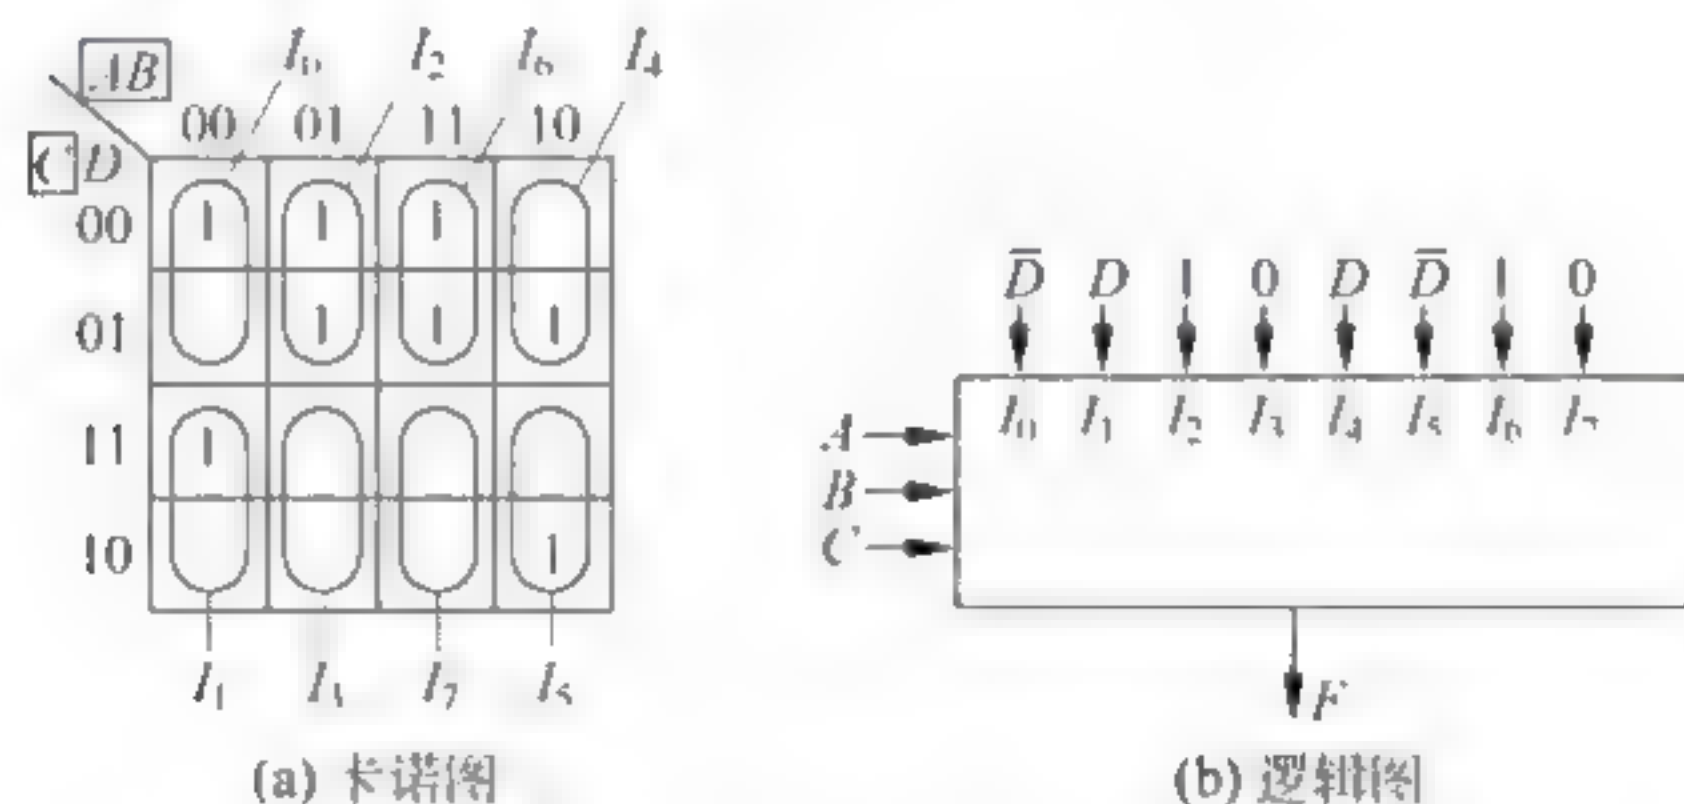 AB I₀ I₂ I₆ I₄
00 01 11 10
CD
00 1 1 1
01 1 1 1
11 1
10 1
I₁ I₃ I₇ I₅
(a) 卡诺图
D̅ D 1 0 D D̅ 1 0
I₀ I₁ I₂ I₃ I₄ I₅ I₆ I₇
A
B
C
F
(b) 逻辑图